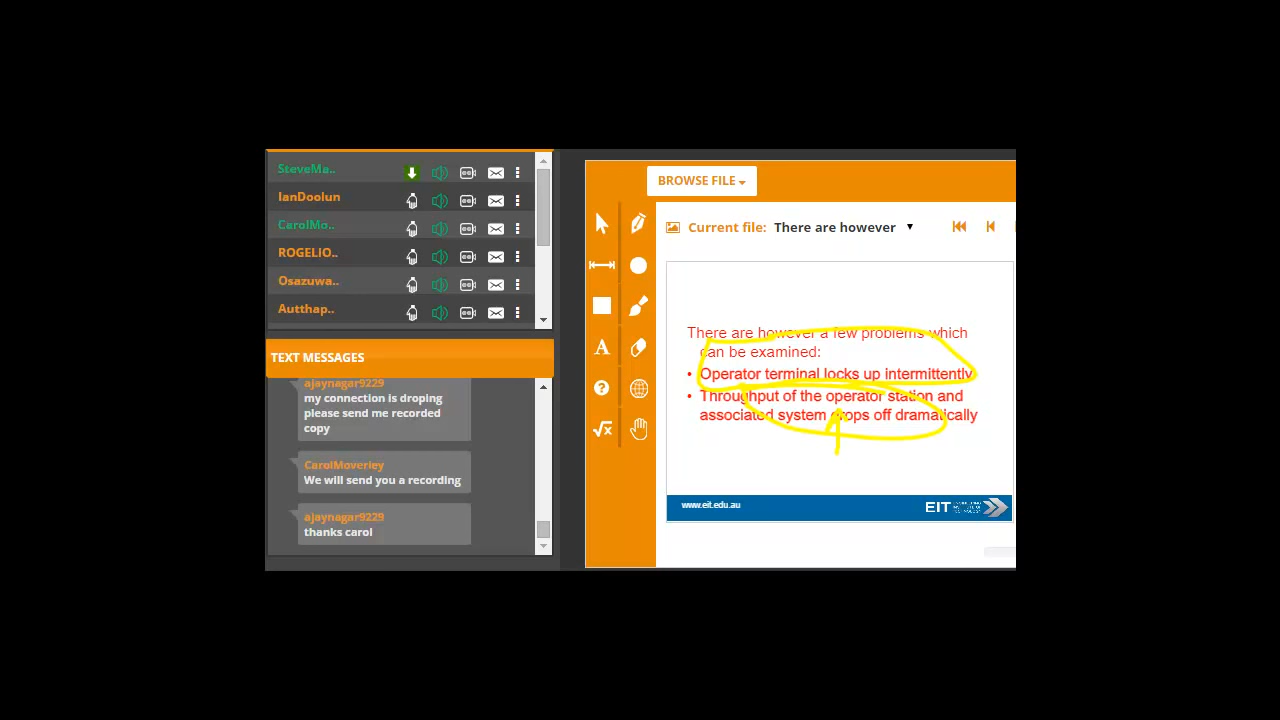 SteveMa..
IanDoolun
CarolMo..
ROGELIO..
Osazuwa..
Autthap..
TEXT MESSAGES
ajaynagar9229
my connection is droping
please send me recorded
copy
CarolMoverley
We will send you a recording
ajaynagar9229
thanks carol
BROWSE FILE
Current file: There are however
A
?
√x
There are however a few problems which
can be examined:
• Operator terminal locks up intermittently
• Throughput of the operator station and
associated system drops off dramatically
www.eit.edu.au
EIT